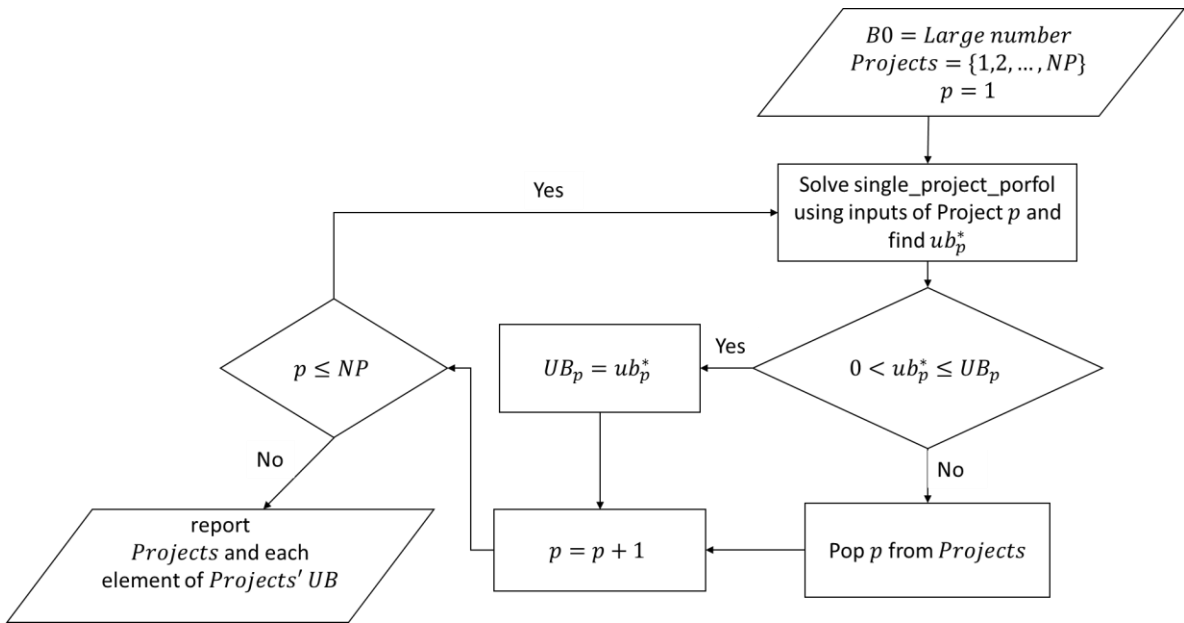 B0 = Large number
Projects = {1,2, … , NP}
p = 1
Solve single_project_porfol
using inputs of Project p and
find ub*p
Yes
0 < ub*p ≤ UBp
Yes
UBp = ub*p
p ≤ NP
No
No
report
Projects and each
element of Projects' UB
p = p + 1
Pop p from Projects